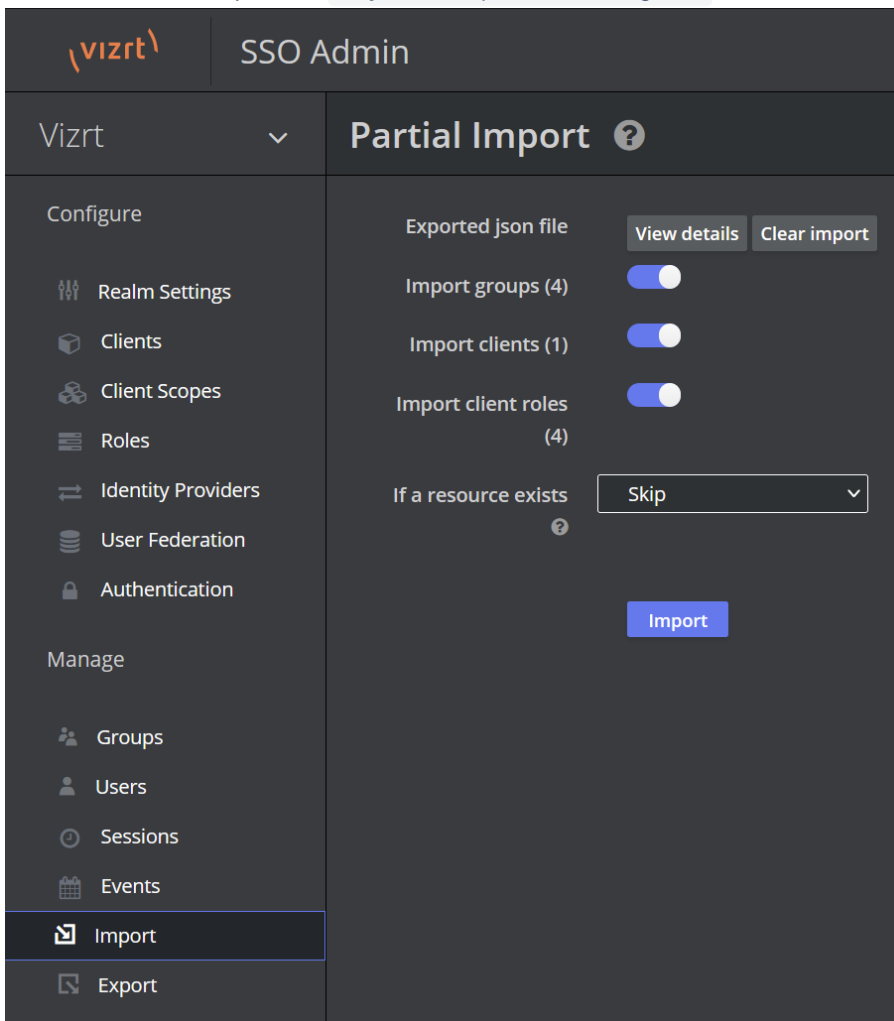 vizrt
SSO Admin
Vizrt
Partial Import
Configure
Realm Settings
Clients
Client Scopes
Roles
Identity Providers
User Federation
Authentication
Manage
Groups
Users
Sessions
Events
Import
Export
Exported json file
View details
Clear import
Import groups (4)
Import clients (1)
Import client roles
(4)
If a resource exists
Skip
Import